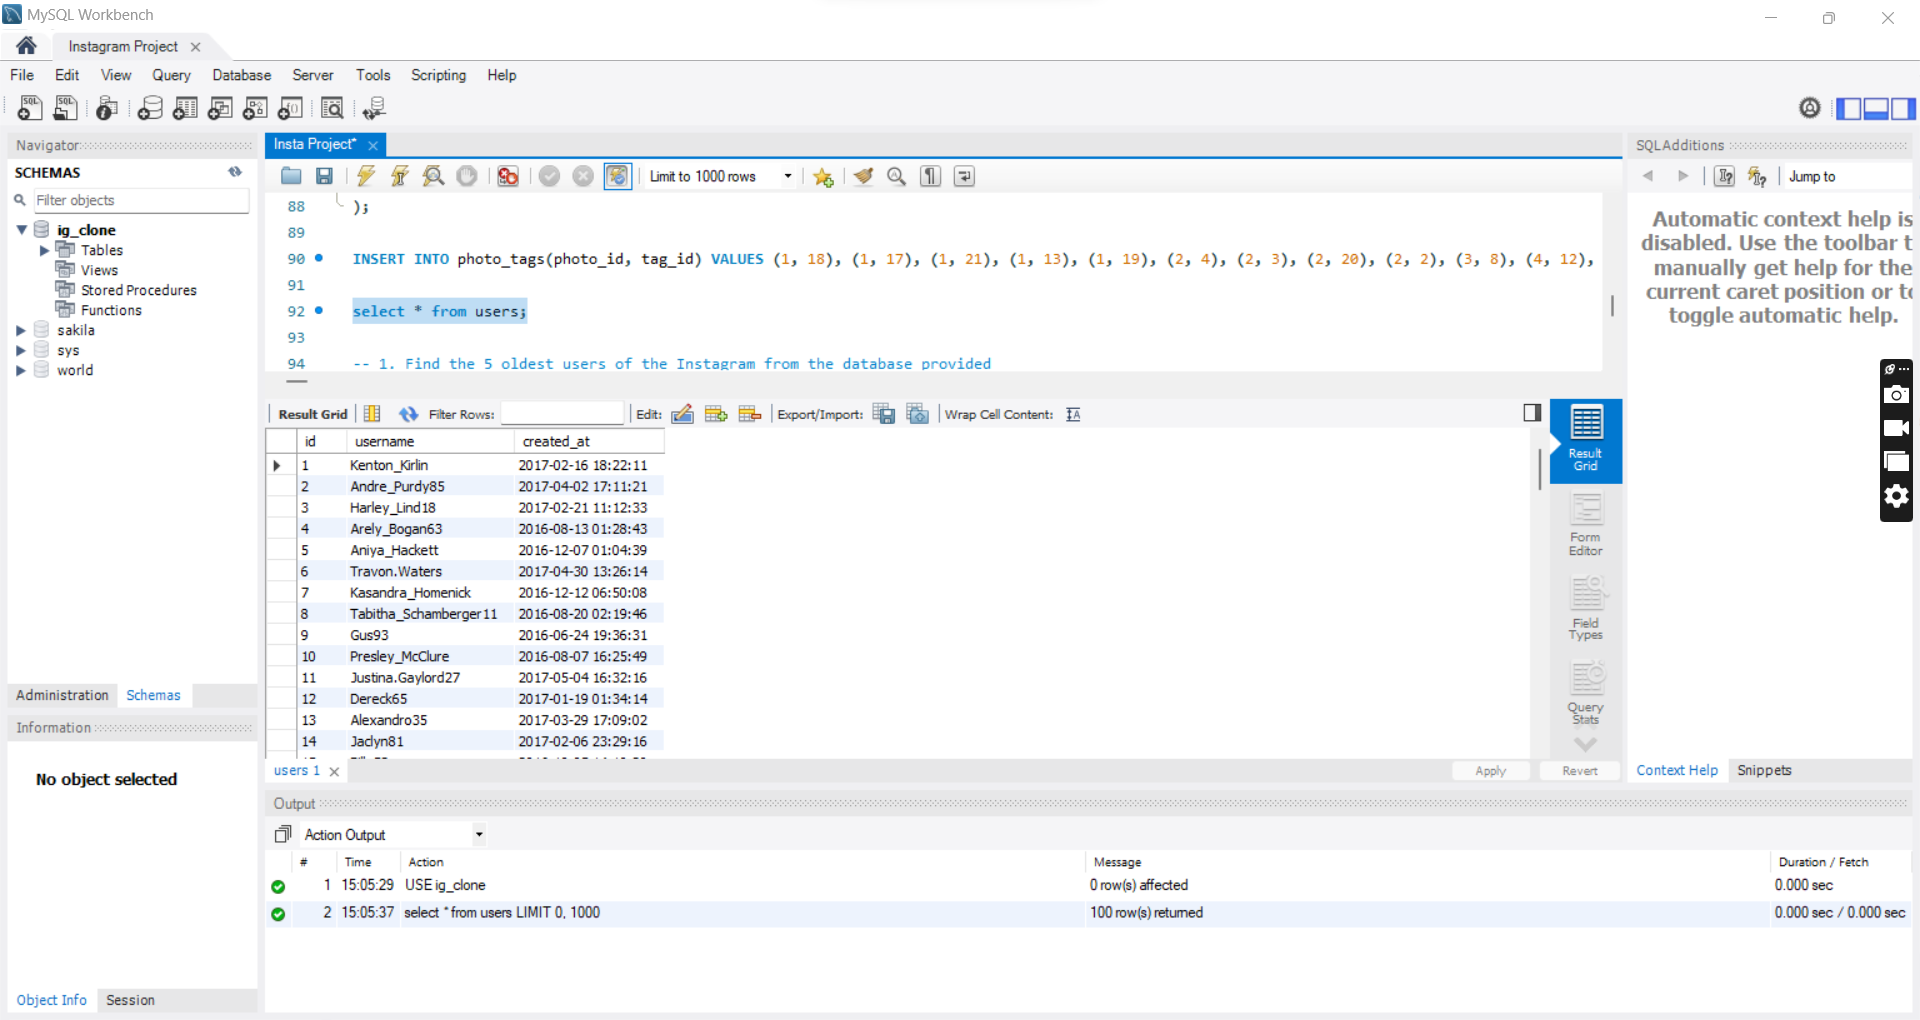 MySQL Workbench
Instagram Project
File Edit View Query Database Server Tools Scripting Help
Navigator
SCHEMAS
Filter objects
ig_clone
Tables
Views
Stored Procedures
Functions
sakila
sys
world
Administration Schemas
Information
No object selected
Object Info Session
Insta Project*
Limit to 1000 rows
88 );
89
90 INSERT INTO photo_tags(photo_id, tag_id) VALUES (1, 18), (1, 17), (1, 21), (1, 13), (1, 19), (2, 4), (2, 3), (2, 20), (2, 2), (3, 8), (4, 12),
91
92 select * from users;
93
94 -- 1. Find the 5 oldest users of the Instagram from the database provided
Result Grid Filter Rows: Edit: Export/Import: Wrap Cell Content:
id username created_at
1 Kenton_Kirlin 2017-02-16 18:22:11
2 Andre_Purdy85 2017-04-02 17:11:21
3 Harley_Lind18 2017-02-21 11:12:33
4 Arely_Bogan63 2016-08-13 01:28:43
5 Aniya_Hackett 2016-12-07 01:04:39
6 Travon.Waters 2017-04-30 13:26:14
7 Kasandra_Homenick 2016-12-12 06:50:08
8 Tabitha_Schamberger11 2016-08-20 02:19:46
9 Gus93 2016-06-24 19:36:31
10 Presley_McClure 2016-08-07 16:25:49
11 Justina.Gaylord27 2017-05-04 16:32:16
12 Dereck65 2017-01-19 01:34:14
13 Alexandro35 2017-03-29 17:09:02
14 Jaclyn81 2017-02-06 23:29:16
Result
Grid
Form
Editor
Field
Types
Query
Stats
users 1 Apply Revert
SQLAdditions
Jump to
Automatic context help is
disabled. Use the toolbar t
manually get help for the
current caret position or to
toggle automatic help.
Context Help Snippets
Output
Action Output
# Time Action Message Duration / Fetch
1 15:05:29 USE ig_clone 0 row(s) affected 0.000 sec
2 15:05:37 select * from users LIMIT 0, 1000 100 row(s) returned 0.000 sec / 0.000 sec